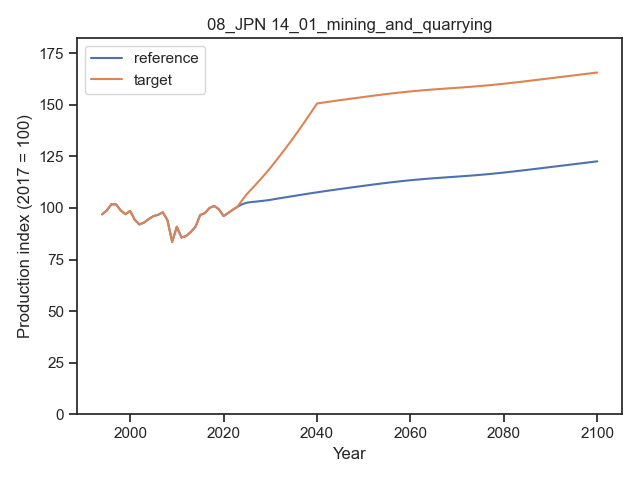 08_JPN 14_01_mining_and_quarrying
reference
target
Production index (2017 = 100)
175
150
125
100
75
50
25
0
2000 2020 2040 2060 2080 2100
Year